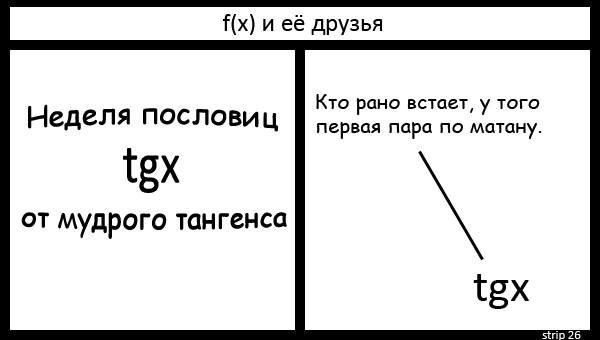 f(x) и её друзья
Неделя пословиц
tgx
от мудрого тангенса
Кто рано встает, у того
первая пара по матану.
tgx
strip 26